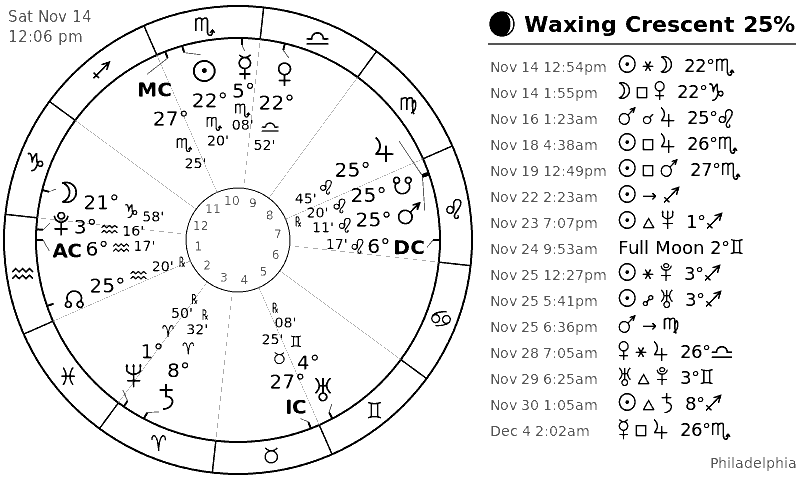 Sat Nov 14
12:06 pm
Waxing Crescent 25%
Nov 14 12:54pm ☉ ⚹ ☽ 22°♏
Nov 14 1:55pm ☽ □ ♀ 22°♑
Nov 16 1:23am ♂ ☌ ♃ 25°♌
Nov 18 4:38am ☉ □ ♃ 26°♏
Nov 19 12:49pm ☉ □ ♂ 27°♏
Nov 22 2:23am ☉ → ♐
Nov 23 7:07pm ☉ △ ♆ 1°♐
Nov 24 9:53am Full Moon 2°♊
Nov 25 12:27pm ☉ ⚹ ⯓ 3°♐
Nov 25 5:41pm ☉ ☍ ♅ 3°♐
Nov 25 6:36pm ♂ → ♍
Nov 28 7:05am ♀ ⚹ ♃ 26°♎
Nov 29 6:25am ♅ △ ⯓ 3°♊
Nov 30 1:05am ☉ △ ♄ 8°♐
Dec 4 2:02am ☿ □ ♃ 26°♏
Philadelphia
♏
♎
♍
♌
♋
♊
♉
♈
♓
♒
♑
♐
MC 27° ♏ 25'
☉ 22° ♏ 20'
☿ 5° ♏ 08'
♀ 22° ♎ 52'
♃ 25° ♌ 45'
☋ 25° ♌ 20' ℞
♂ 25° ♌ 11'
DC 6° ♌ 17'
☽ 21° ♑ 58'
⯓ 3° ♒ 16'
AC 6° ♒ 17'
☊ 25° ♒ 20' ℞
♆ 1° ♈ 50' ℞
♄ 8° ♈ 32' ℞
IC 27° ♉ 25'
♅ 4° ♊ 08' ℞
1
2
3
4
5
6
7
8
9
10
11
12